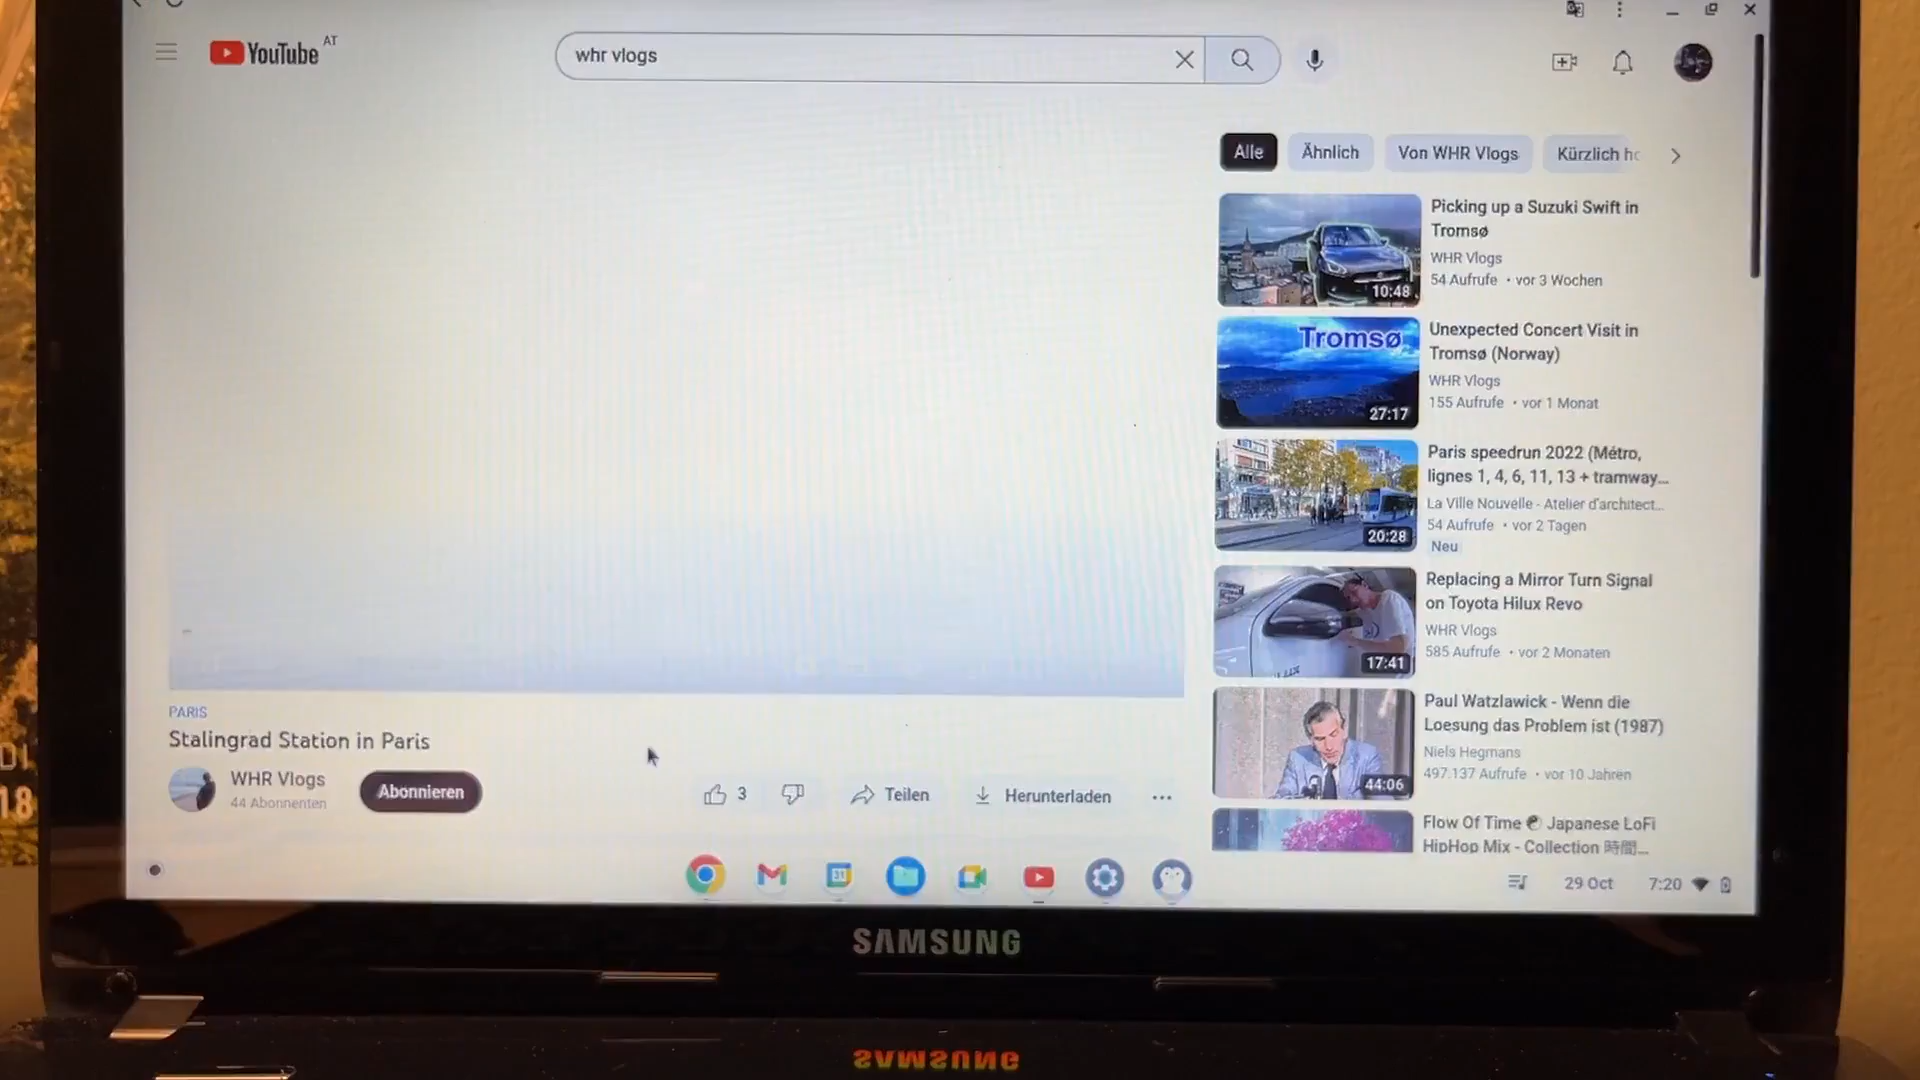 YouTube AT
whr vlogs
Alle
Ähnlich
Von WHR Vlogs
Kürzlich
Picking up a Suzuki Swift in
Tromsø
WHR Vlogs
54 Aufrufe • vor 3 Wochen
10:48
Tromsø
27:17
Unexpected Concert Visit in
Tromsø (Norway)
WHR Vlogs
155 Aufrufe • vor 1 Monat
20:28
Paris speedrun 2022 (Métro,
lignes 1, 4, 6, 11, 13 + tramway...
La Ville Nouvelle - Atelier d'architect...
54 Aufrufe • vor 2 Tagen
Neu
17:41
Replacing a Mirror Turn Signal
on Toyota Hilux Revo
WHR Vlogs
585 Aufrufe • vor 2 Monaten
44:06
Paul Watzlawick - Wenn die
Loesung das Problem ist (1987)
Niels Hegmans
497.137 Aufrufe • vor 10 Jahren
Flow Of Time ☯ Japanese LoFi
HipHop Mix - Collection 時間...
PARIS
Stalingrad Station in Paris
WHR Vlogs
44 Abonnenten
Abonnieren
3
Teilen
Herunterladen
31
29 Oct
7:20
DI
18
SAMSUNG
SAMSUNG